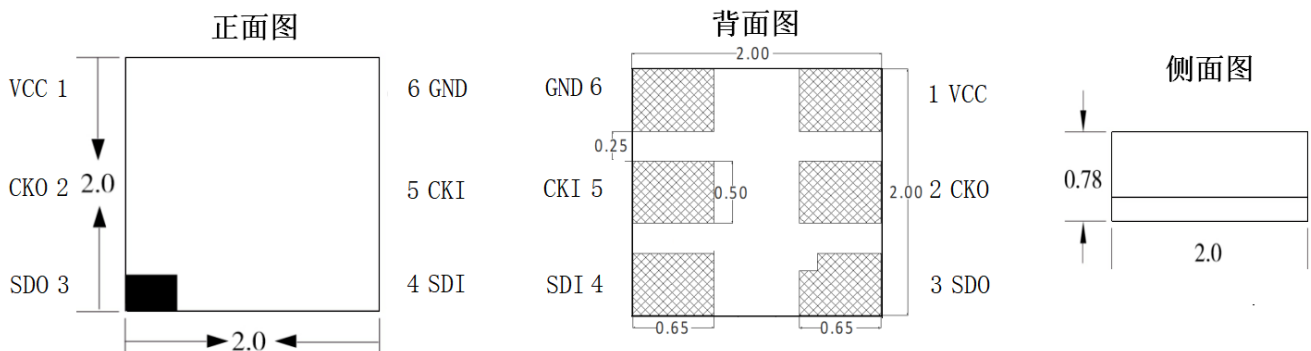 正面图
VCC 1
6 GND
CKO 2
2.0
5 CKI
SDO 3
4 SDI
2.0
背面图
2.00
GND 6
1 VCC
0.25
CKI 5
0.50
2.00
2 CKO
SDI 4
3 SDO
0.65
0.65
侧面图
0.78
2.0